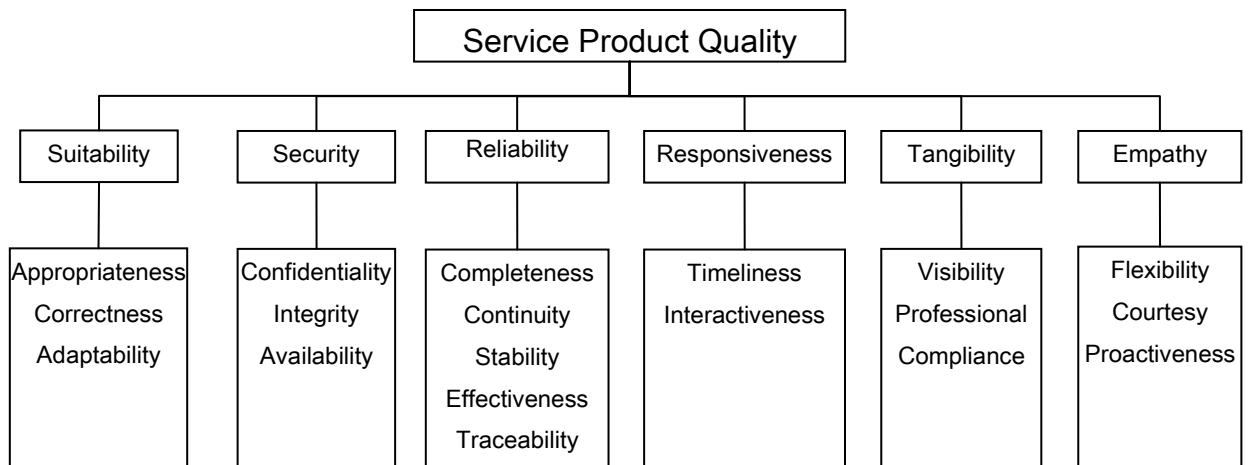 Service Product Quality
Suitability
Security
Reliability
Responsiveness
Tangibility
Empathy
Appropriateness
Correctness
Adaptability
Confidentiality
Integrity
Availability
Completeness
Continuity
Stability
Effectiveness
Traceability
Timeliness
Interactiveness
Visibility
Professional
Compliance
Flexibility
Courtesy
Proactiveness